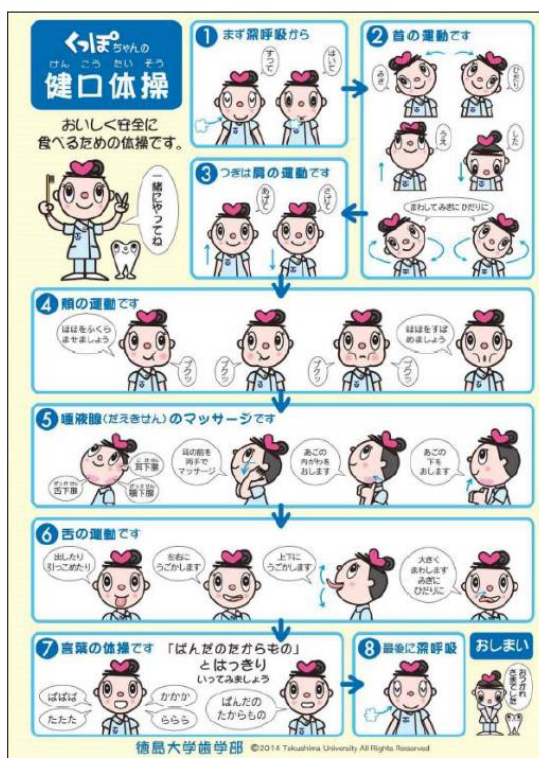 くっぽちゃんの
けんこうたいそう
健口体操
おいしく安全に
食べるための体操です。
一緒にやってね
1 まず深呼吸から
すって
はいて
2 首の運動です
みぎ
ひだり
うえ
した
まわして みぎに ひだりに
3 つぎは肩の運動です
あげて
さげて
4 頬の運動です
ほほをふくら
ませましょう
ブクッ
ブクッ
ブクッ
ブクッ
ほほをすぼ
めましょう
5 唾液腺(だえきせん)のマッサージです
耳下腺
舌下腺
顎下腺
耳の前を
両手で
マッサージ
あごの
内がわを
おします
あごの
下を
おします
6 舌の運動です
出したり
引っこめたり
左右に
うごかします
上下に
うごかします
大きく
まわします
みぎに
ひだりに
7 言葉の体操です
「ぱんだのたからもの」
とはっきり
いってみましょう
ぱぱぱ
たたた
かかか
ららら
ぱんだの
たからもの
8 最後に深呼吸
おしまい
おつかれ
さまでした
徳島大学歯学部 ©2014 Tokushima University All Rights Reserved